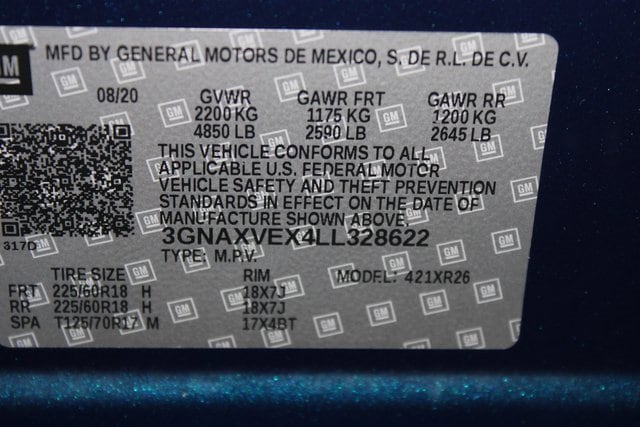 GM
MFD BY GENERAL MOTORS DE MEXICO, S. DE R.L. DE C.V.
08/20 GVWR GAWR FRT GAWR RR
2200 KG 1175 KG 1200 KG
4850 LB 2590 LB 2645 LB
THIS VEHICLE CONFORMS TO ALL
APPLICABLE U.S. FEDERAL MOTOR
VEHICLE SAFETY AND THEFT PREVENTION
STANDARDS IN EFFECT ON THE DATE OF
MANUFACTURE SHOWN ABOVE.
317D 3GNAXVEX4LL328622
TYPE: M.P.V.
TIRE SIZE RIM MODEL: 421XR26
FRT 225/60R18 H 18X7J
RR 225/60R18 H 18X7J
SPA T125/70R17 M 17X4BT